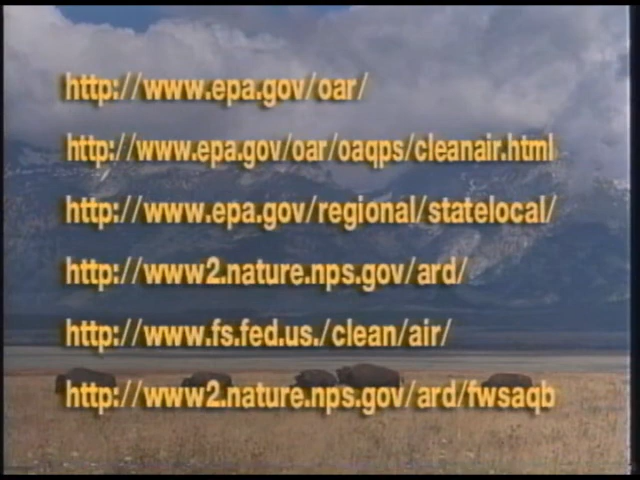 http://www.epa.gov/oar/
http://www.epa.gov/oar/oaqps/cleanair.html
http://www.epa.gov/regional/statelocal/
http://www2.nature.nps.gov/ard/
http://www.fs.fed.us./clean/air/
http://www2.nature.nps.gov/ard/fwsaqb